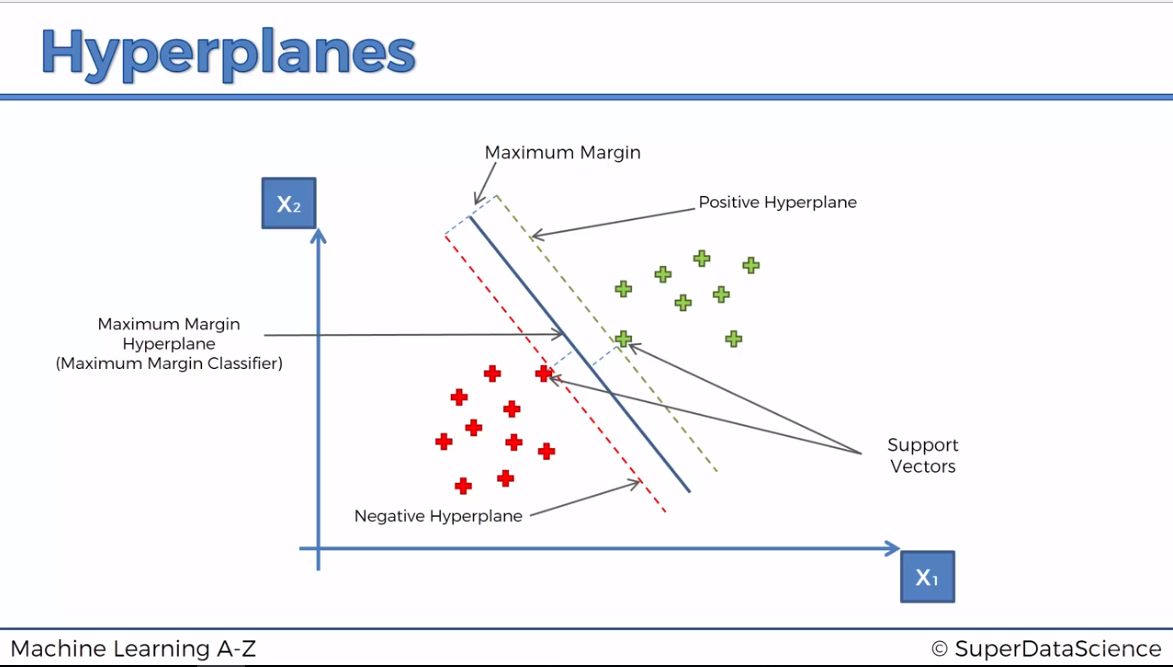 Hyperplanes
Maximum Margin
X₂
Positive Hyperplane
Maximum Margin
Hyperplane
(Maximum Margin Classifier)
Support
Vectors
Negative Hyperplane
X₁
Machine Learning A-Z
© SuperDataScience